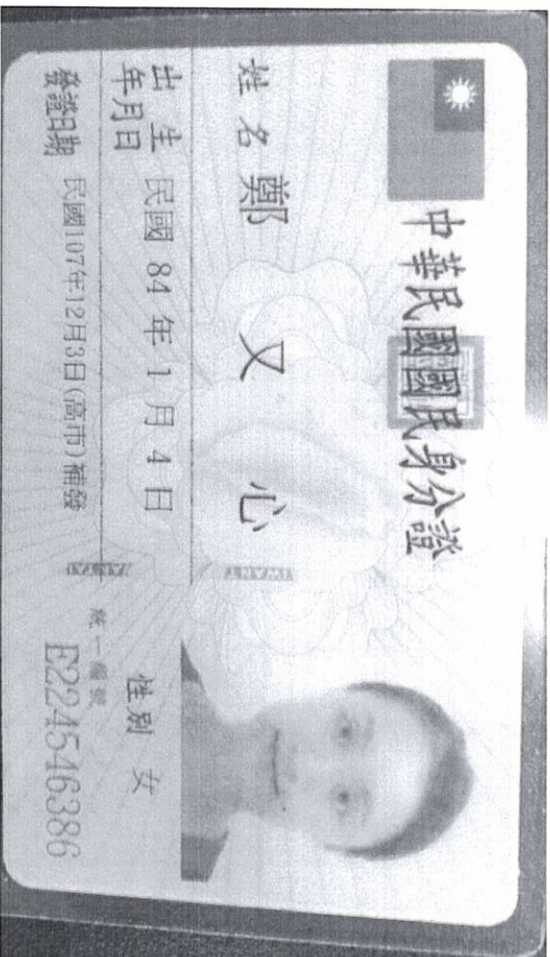 中華民國國民身分證
姓名 鄭又心
出生年月日 民國 84 年 1 月 4 日
性別 女
發證日期 民國107年12月3日(高市)補發
統一編號
E224546386